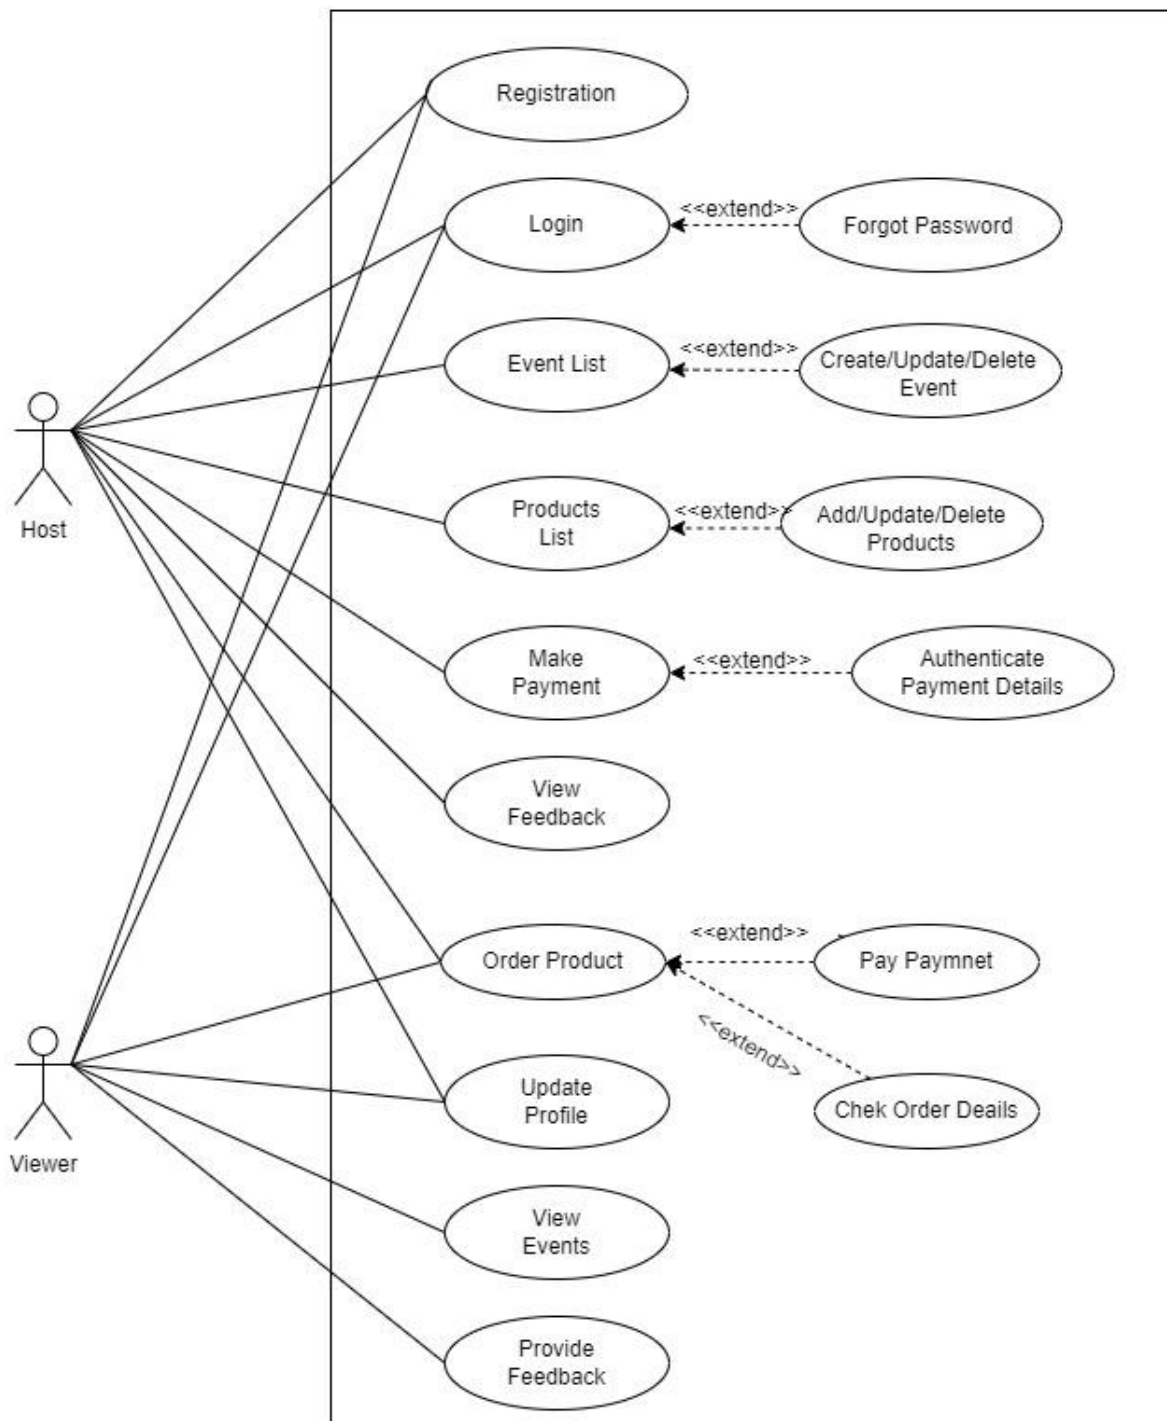 Registration
Login
<<extend>>
Forgot Password
Event List
<<extend>>
Create/Update/Delete
Event
Host
Products
List
<<extend>>
Add/Update/Delete
Products
Make
Payment
<<extend>>
Authenticate
Payment Details
View
Feedback
Order Product
<<extend>>
Pay Paymnet
<<extend>>
Chek Order Deails
Viewer
Update
Profile
View
Events
Provide
Feedback